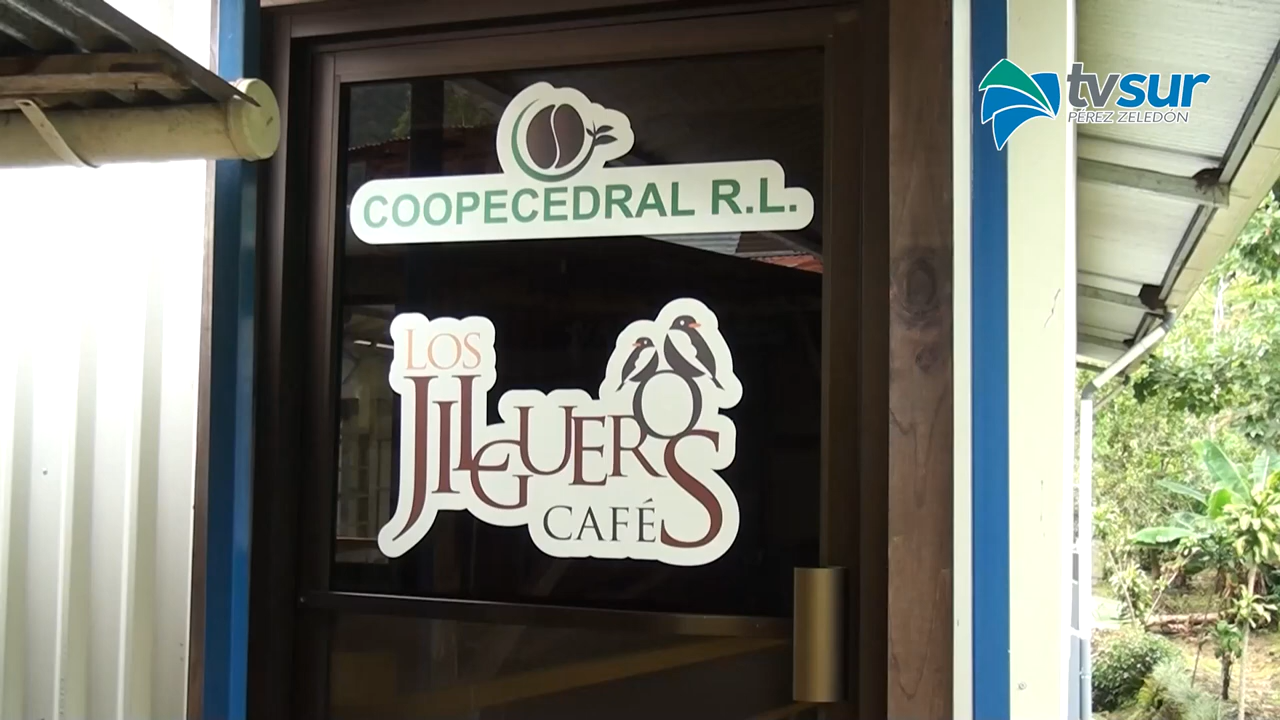 tvsur
PÉREZ ZELEDÓN
COOPECEDRAL R.L.
LOS
JILGUEROS
CAFÉ